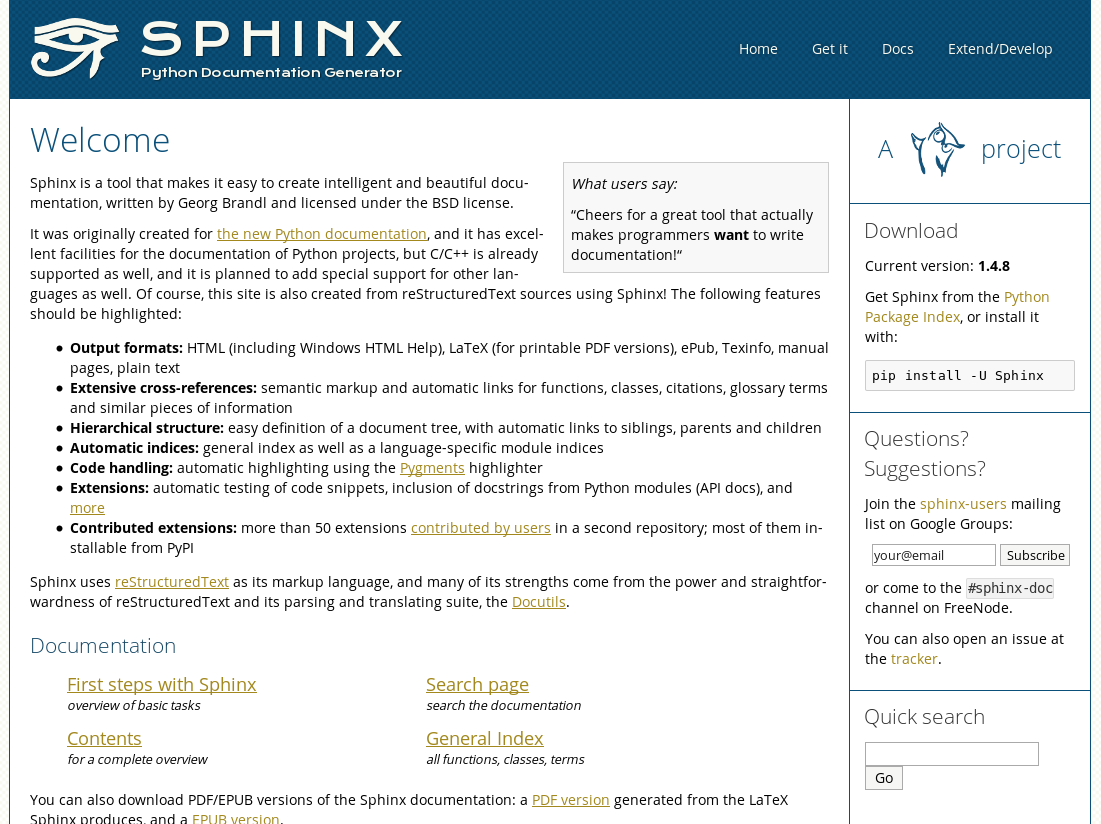 SPHINX
Python Documentation Generator
Home Get it Docs Extend/Develop
Welcome
Sphinx is a tool that makes it easy to create intelligent and beautiful docu-
mentation, written by Georg Brandl and licensed under the BSD license.
What users say:
“Cheers for a great tool that actually
makes programmers want to write
documentation!“
It was originally created for the new Python documentation, and it has excel-
lent facilities for the documentation of Python projects, but C/C++ is already
supported as well, and it is planned to add special support for other lan-
guages as well. Of course, this site is also created from reStructuredText sources using Sphinx! The following features
should be highlighted:
• Output formats: HTML (including Windows HTML Help), LaTeX (for printable PDF versions), ePub, Texinfo, manual
pages, plain text
• Extensive cross-references: semantic markup and automatic links for functions, classes, citations, glossary terms
and similar pieces of information
• Hierarchical structure: easy definition of a document tree, with automatic links to siblings, parents and children
• Automatic indices: general index as well as a language-specific module indices
• Code handling: automatic highlighting using the Pygments highlighter
• Extensions: automatic testing of code snippets, inclusion of docstrings from Python modules (API docs), and
more
• Contributed extensions: more than 50 extensions contributed by users in a second repository; most of them in-
stallable from PyPI
Sphinx uses reStructuredText as its markup language, and many of its strengths come from the power and straightfor-
wardness of reStructuredText and its parsing and translating suite, the Docutils.
Documentation
First steps with Sphinx
overview of basic tasks
Search page
search the documentation
Contents
for a complete overview
General Index
all functions, classes, terms
You can also download PDF/EPUB versions of the Sphinx documentation: a PDF version generated from the LaTeX
Sphinx produces, and a EPUB version.
A project
Download
Current version: 1.4.8
Get Sphinx from the Python
Package Index, or install it
with:
pip install -U Sphinx
Questions?
Suggestions?
Join the sphinx-users mailing
list on Google Groups:
your@email Subscribe
or come to the #sphinx-doc
channel on FreeNode.
You can also open an issue at
the tracker.
Quick search
Go